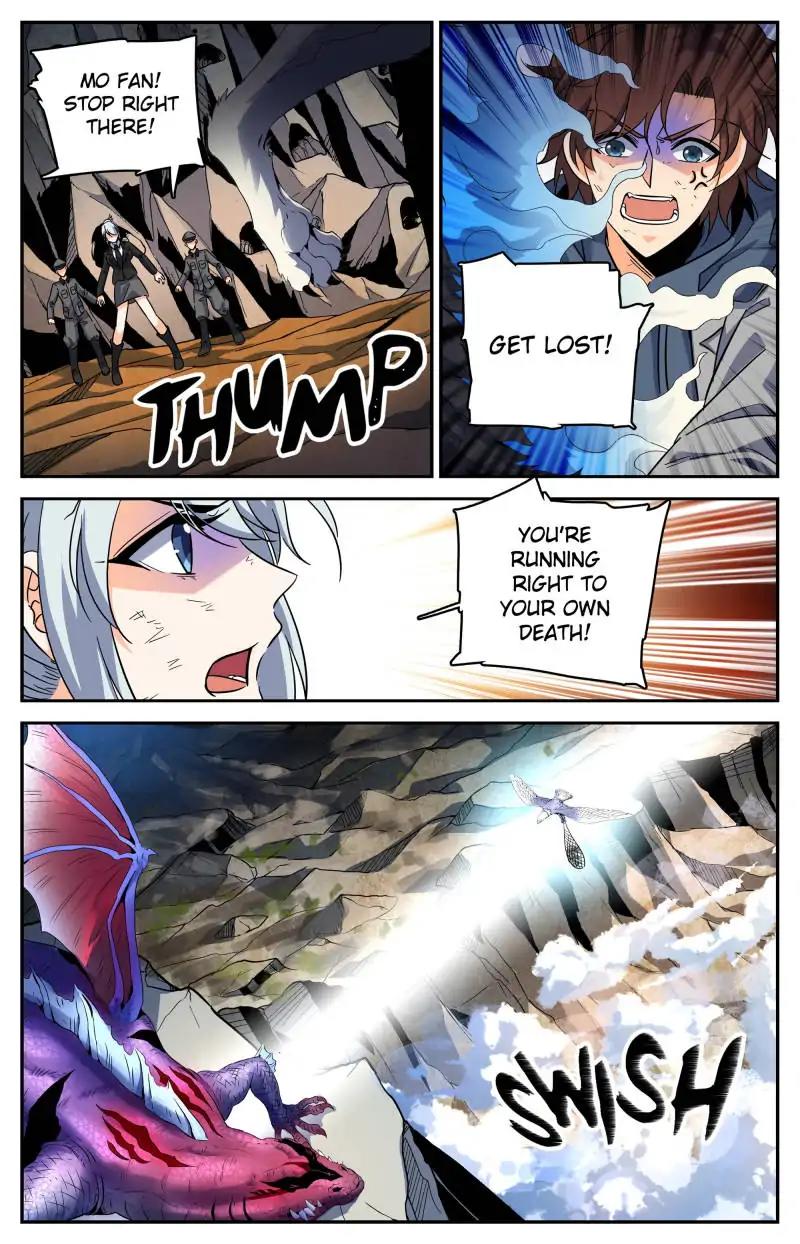 MO FAN!
STOP RIGHT
THERE!
THUMP
GET LOST!
YOU'RE
RUNNING
RIGHT TO
YOUR OWN
DEATH!
SWISH